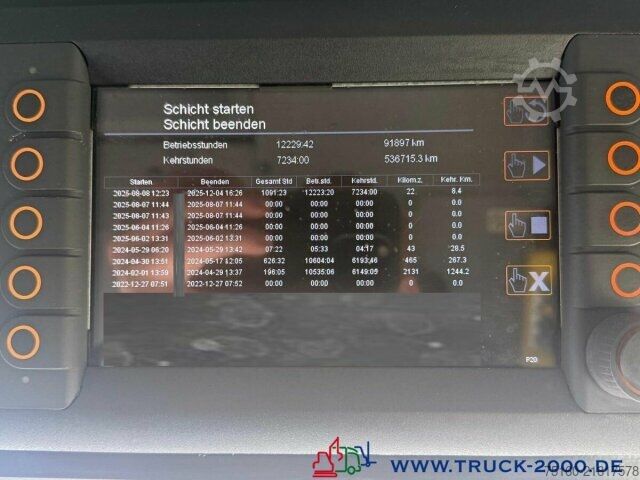 Schicht starten
Schicht beenden
Betriebsstunden 12229:42 91897 km
Kehrstunden 7234:00 536715.3 km
Starten Beenden Gesamt Std Betr.std. Kehrstd. Kilom.z. Kehr. Km.
2025-08-08 12:23 2025-12-04 16:26 1091:23 12223:20 7234:00 22 8.4
2025-08-07 11:44 2025-08-07 11:44 00:00 00:00 00:00 0 0.0
2025-08-07 11:43 2025-08-07 11:44 00:00 00:00 00:00 0 0.0
2025-06-04 11:26 2025-06-04 11:26 00:00 00:00 00:00 0 0.0
2025-06-02 13:31 2025-06-02 13:31 00:00 00:00 00:00 0 0.0
2024-05-29 06:20 2024-05-29 13:42 07:22 05:33 04:17 43 28.5
2024-04-30 13:51 2024-05-17 12:05 626:32 10604:04 6193:46 465 267.3
2024-02-01 13:59 2024-04-29 13:37 196:05 10535:06 6149:05 2131 1244.2
2022-12-27 07:51 2022-12-27 07:52 00:00 00:00 00:00 0 0.0
X
P29
WWW.TRUCK-2000.DE